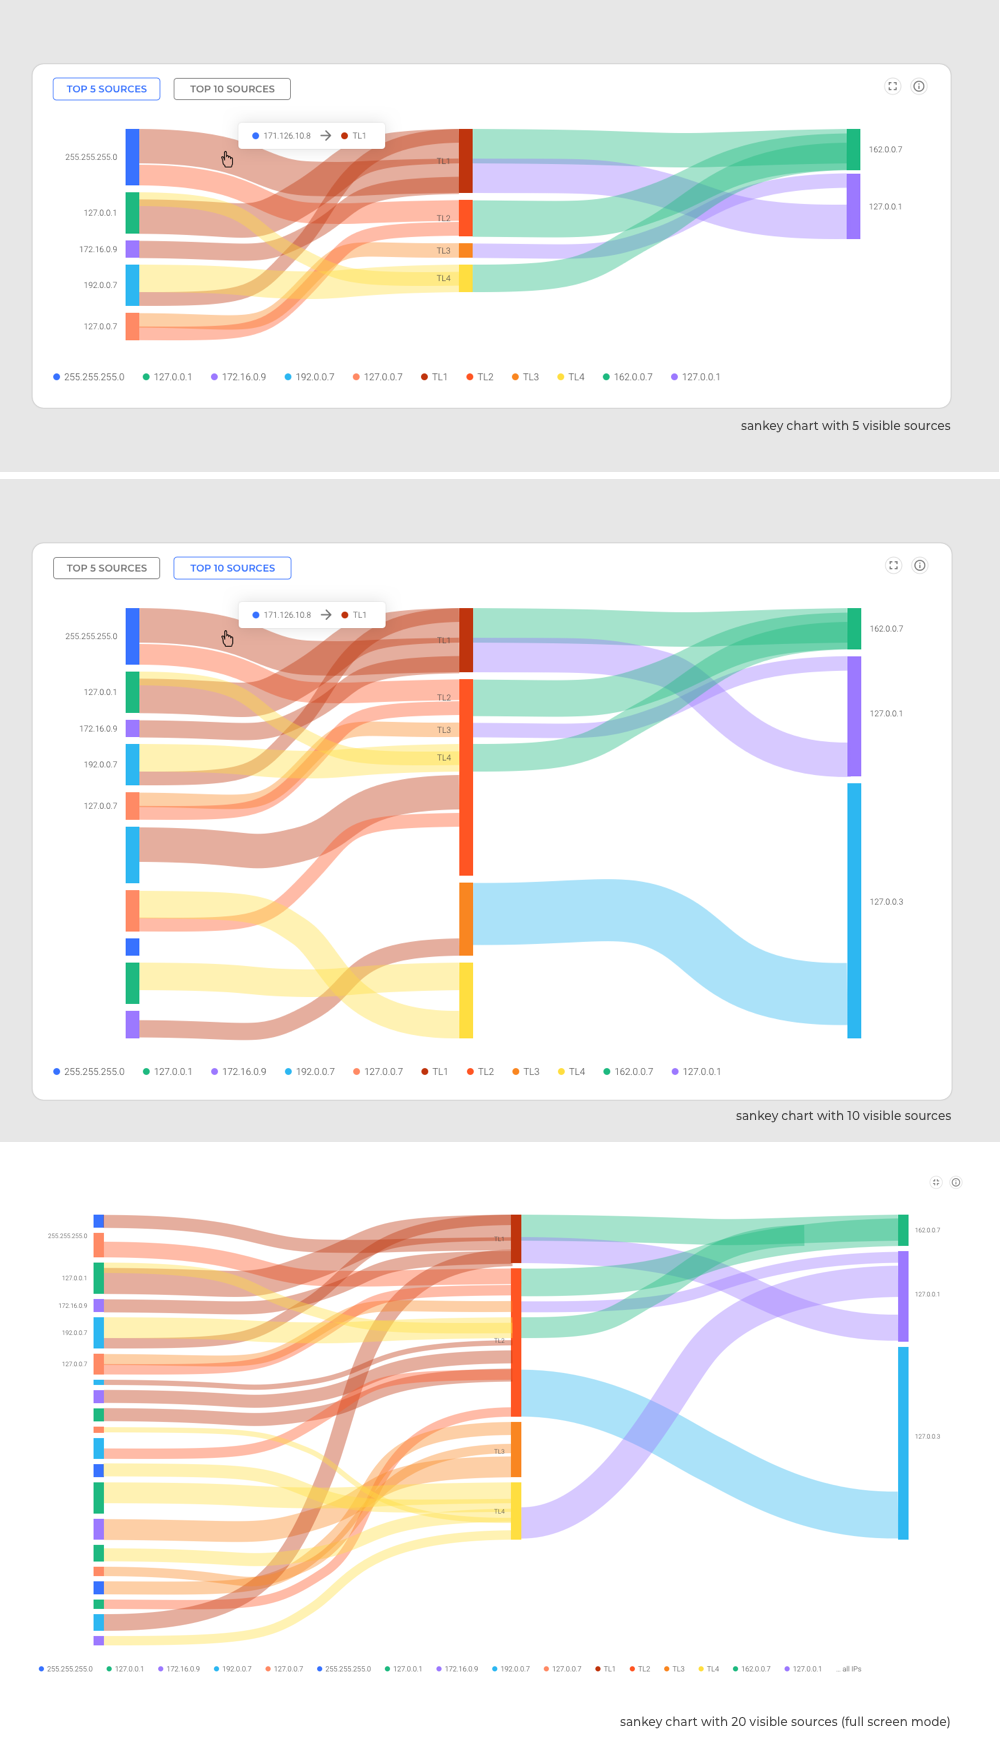 TOP 5 SOURCES TOP 10 SOURCES
171.126.10.8 TL1
255.255.255.0
127.0.0.1
172.16.0.9
192.0.0.7
127.0.0.7
TL1
TL2
TL3
TL4
162.0.0.7
127.0.0.1
255.255.255.0 127.0.0.1 172.16.0.9 192.0.0.7 127.0.0.7 TL1 TL2 TL3 TL4 162.0.0.7 127.0.0.1
sankey chart with 5 visible sources
TOP 5 SOURCES TOP 10 SOURCES
171.126.10.8 TL1
255.255.255.0
127.0.0.1
172.16.0.9
192.0.0.7
127.0.0.7
TL1
TL2
TL3
TL4
162.0.0.7
127.0.0.1
127.0.0.3
255.255.255.0 127.0.0.1 172.16.0.9 192.0.0.7 127.0.0.7 TL1 TL2 TL3 TL4 162.0.0.7 127.0.0.1
sankey chart with 10 visible sources
255.255.255.0
127.0.0.1
172.16.0.9
192.0.0.7
127.0.0.7
TL1
TL2
TL3
TL4
162.0.0.7
127.0.0.1
127.0.0.3
255.255.255.0 127.0.0.1 172.16.0.9 192.0.0.7 127.0.0.7 255.255.255.0 127.0.0.1 172.16.0.9 192.0.0.7 127.0.0.7 TL1 TL2 TL3 TL4 162.0.0.7 127.0.0.1 ... all IPs
sankey chart with 20 visible sources (full screen mode)